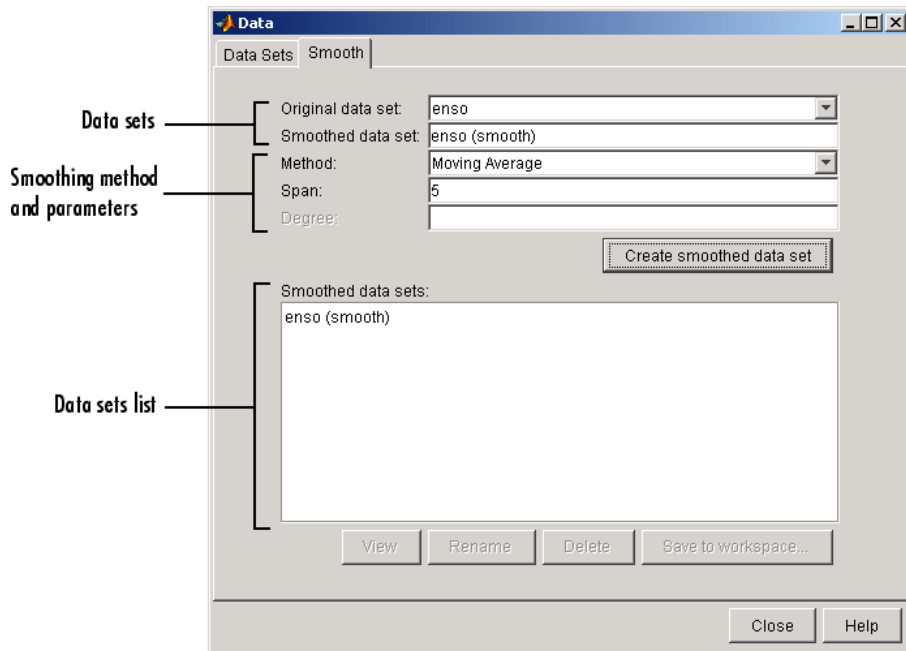 Data
Data Sets
Smooth
Data sets
Original data set: enso
Smoothed data set: enso (smooth)
Smoothing method
and parameters
Method: Moving Average
Span: 5
Degree:
Create smoothed data set
Smoothed data sets:
enso (smooth)
Data sets list
View
Rename
Delete
Save to workspace...
Close
Help